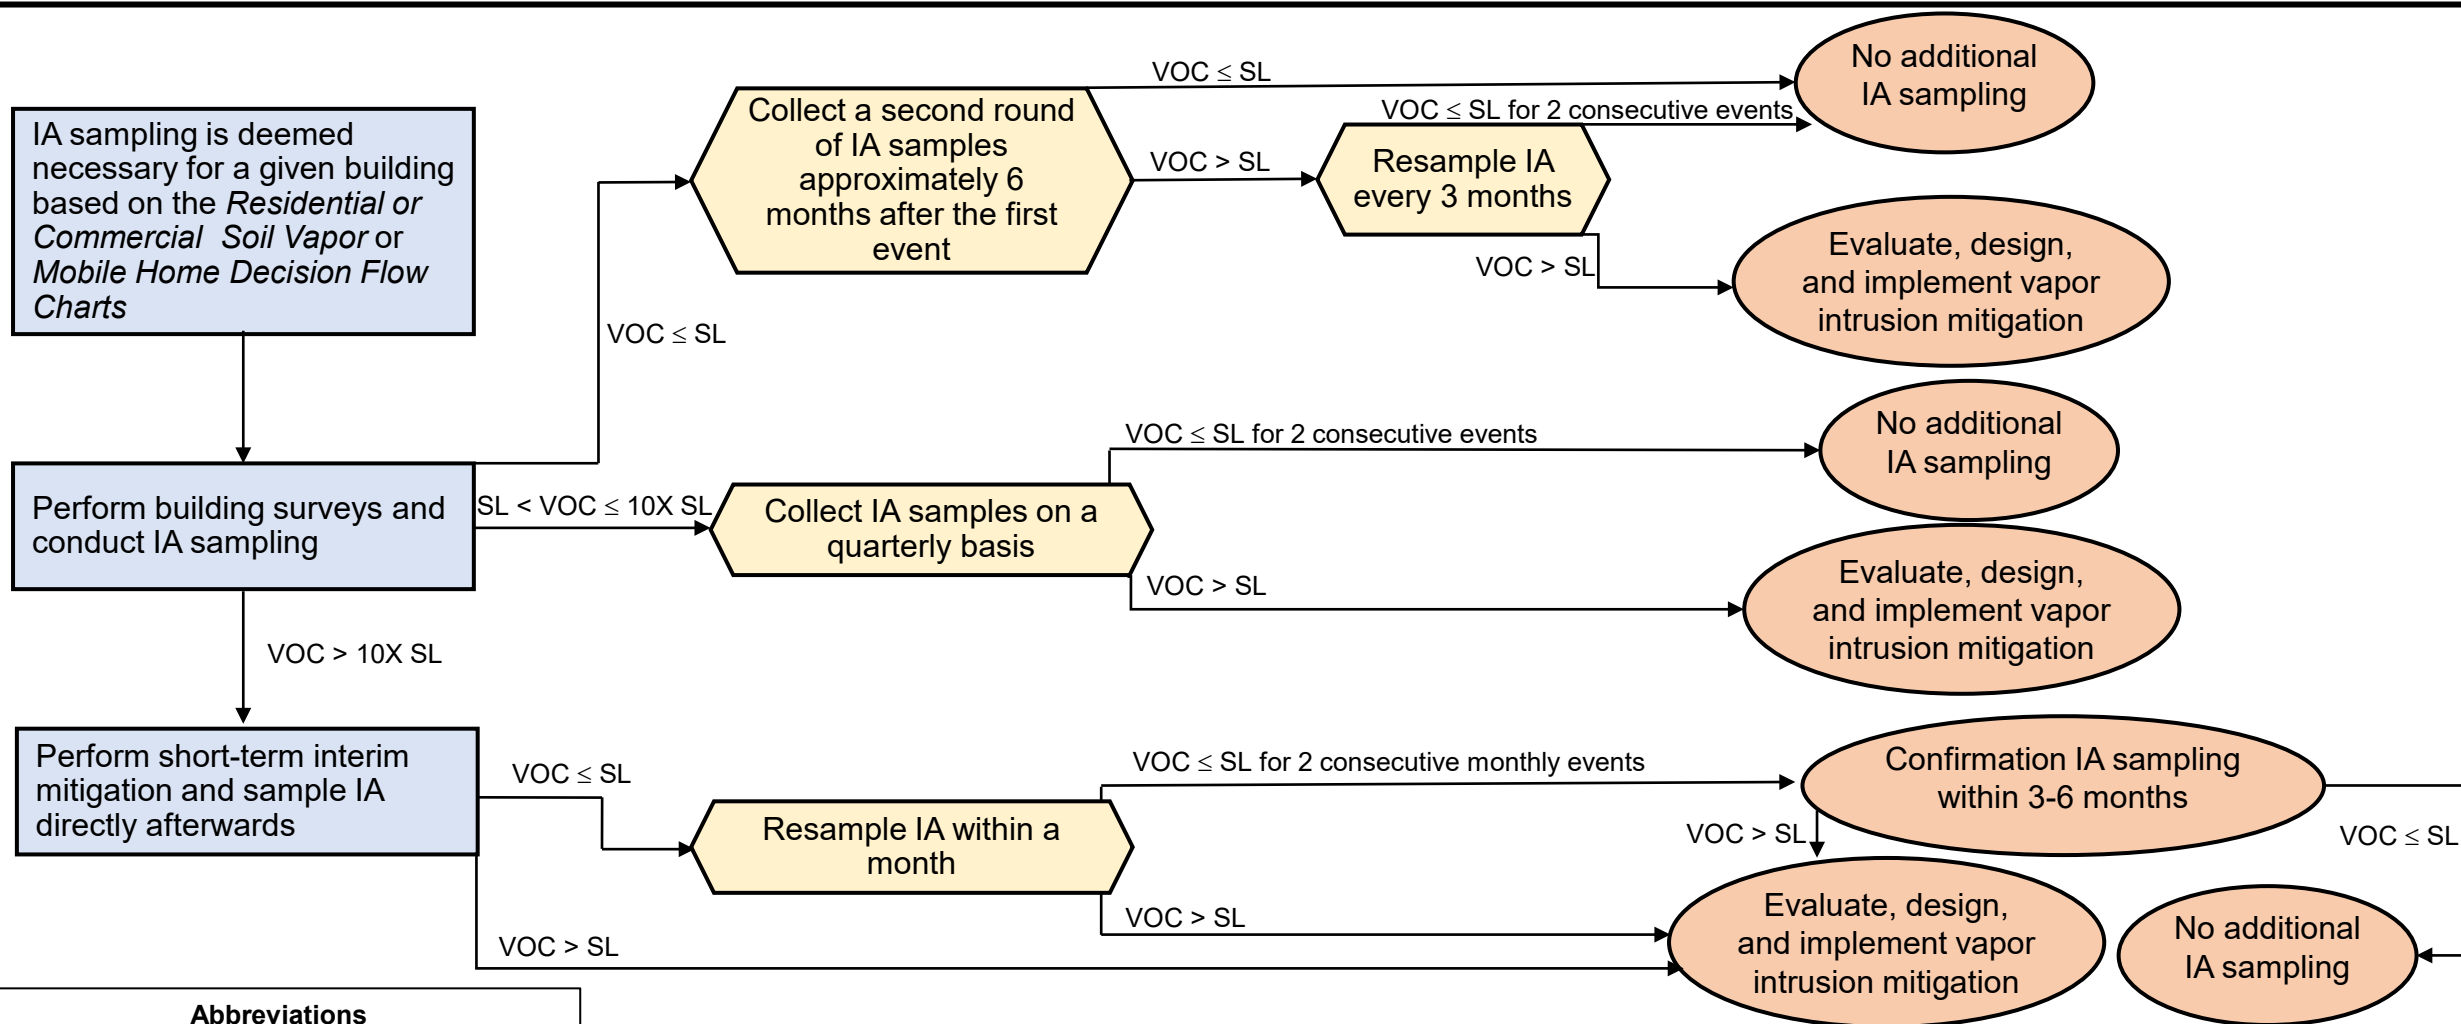 IA sampling is deemed
necessary for a given building
based on the Residential or
Commercial Soil Vapor or
Mobile Home Decision Flow
Charts
Perform building surveys and
conduct IA sampling
VOC > 10X SL
Perform short-term interim
mitigation and sample IA
directly afterwards
VOC ≤ SL
Collect a second round
of IA samples
approximately 6
months after the first
event
VOC ≤ SL
VOC ≤ SL for 2 consecutive events
VOC > SL
Resample IA
every 3 months
VOC > SL
No additional
IA sampling
Evaluate, design,
and implement vapor
intrusion mitigation
SL < VOC ≤ 10X SL
Collect IA samples on a
quarterly basis
VOC ≤ SL for 2 consecutive events
VOC > SL
No additional
IA sampling
Evaluate, design,
and implement vapor
intrusion mitigation
VOC ≤ SL
Resample IA within a
month
VOC ≤ SL for 2 consecutive monthly events
VOC > SL
VOC > SL
Confirmation IA sampling
within 3-6 months
VOC > SL
VOC ≤ SL
Evaluate, design,
and implement vapor
intrusion mitigation
No additional
IA sampling
Abbreviations